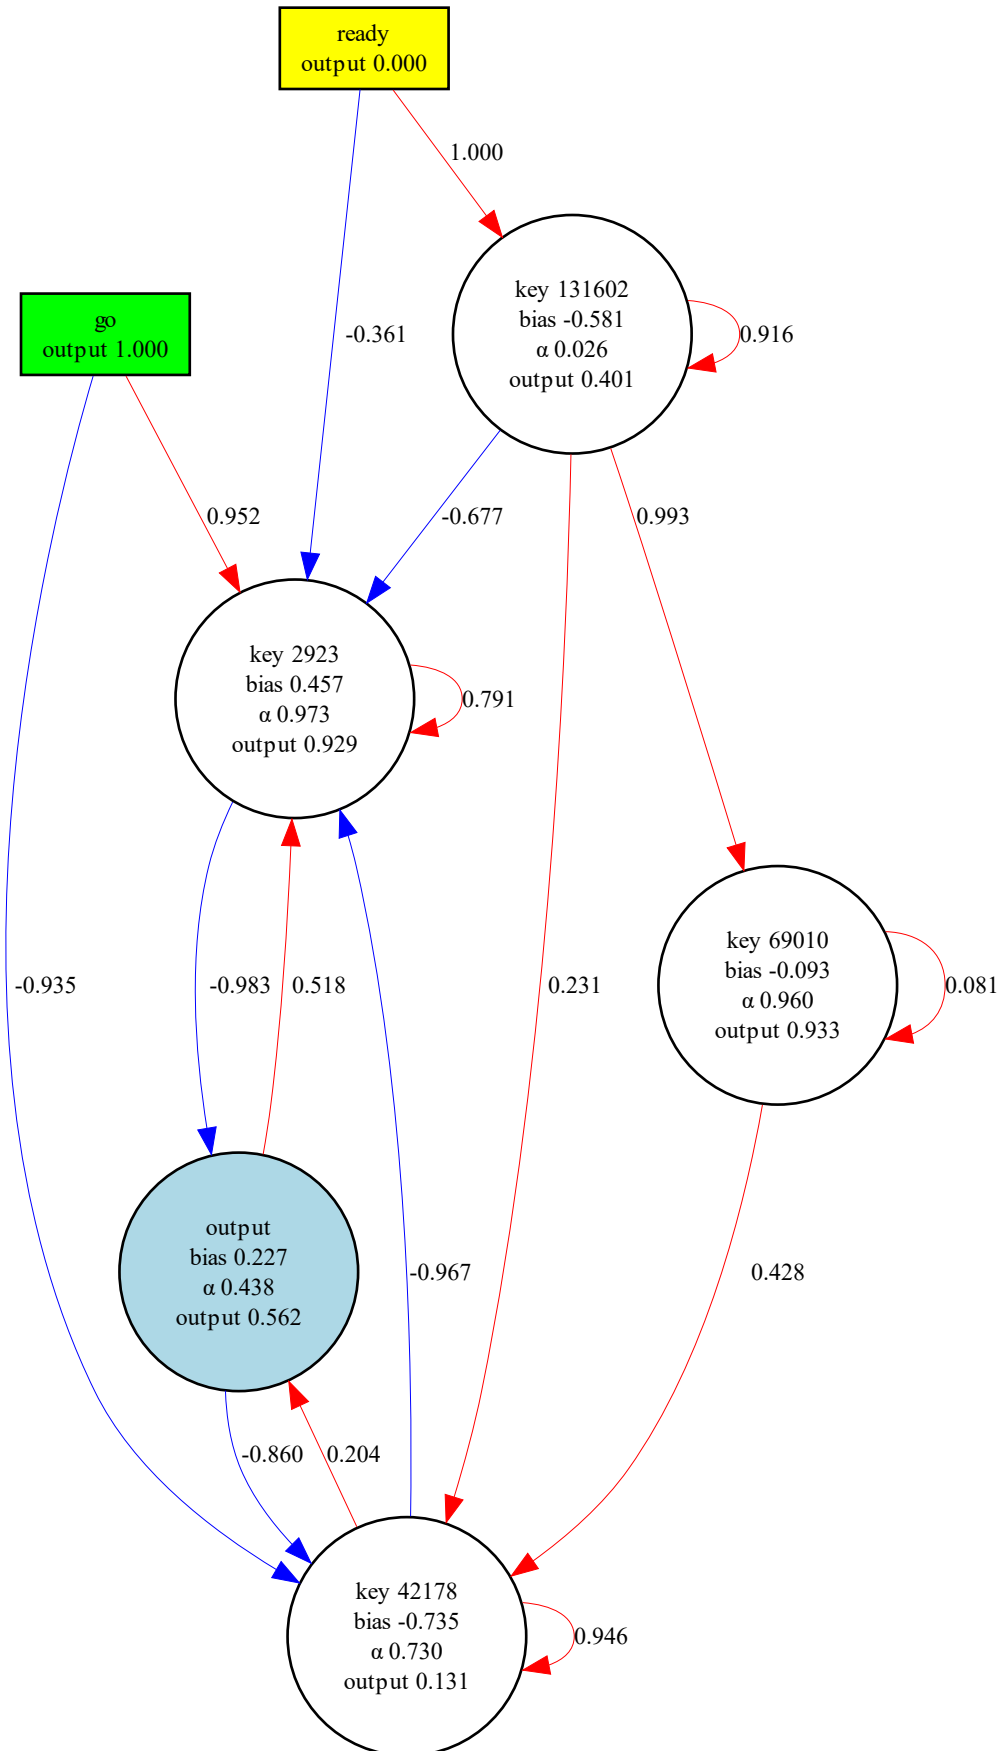 ready
output 0.000
1.000
key 131602
bias -0.581
α 0.026
output 0.401
0.916
go
output 1.000
-0.361
0.952
-0.677
0.993
key 2923
bias 0.457
α 0.973
output 0.929
0.791
key 69010
bias -0.093
α 0.960
output 0.933
0.081
-0.935
-0.983
0.518
0.231
output
bias 0.227
α 0.438
output 0.562
-0.967
0.428
-0.860
0.204
key 42178
bias -0.735
α 0.730
output 0.131
0.946